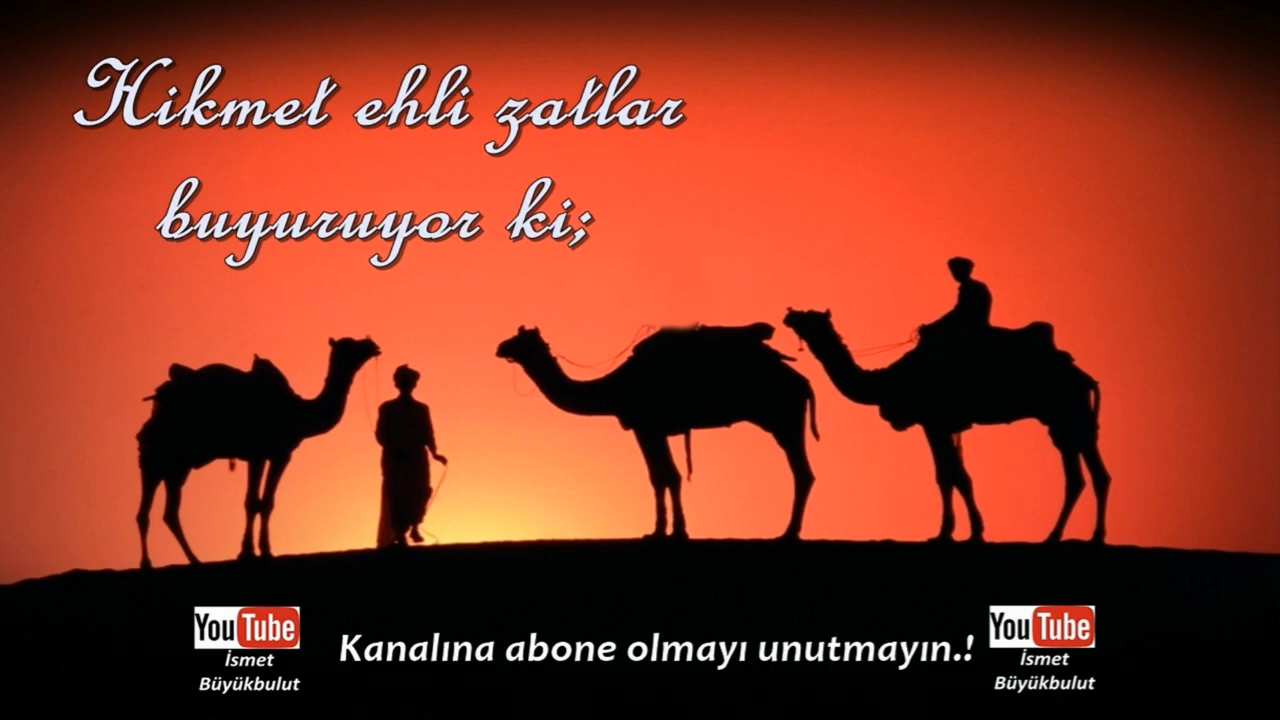 Hikmet ehli zatlar
buyuruyor ki;
YouTube
İsmet
Büyükbulut
Kanalına abone olmayı unutmayın.!
YouTube
İsmet
Büyükbulut